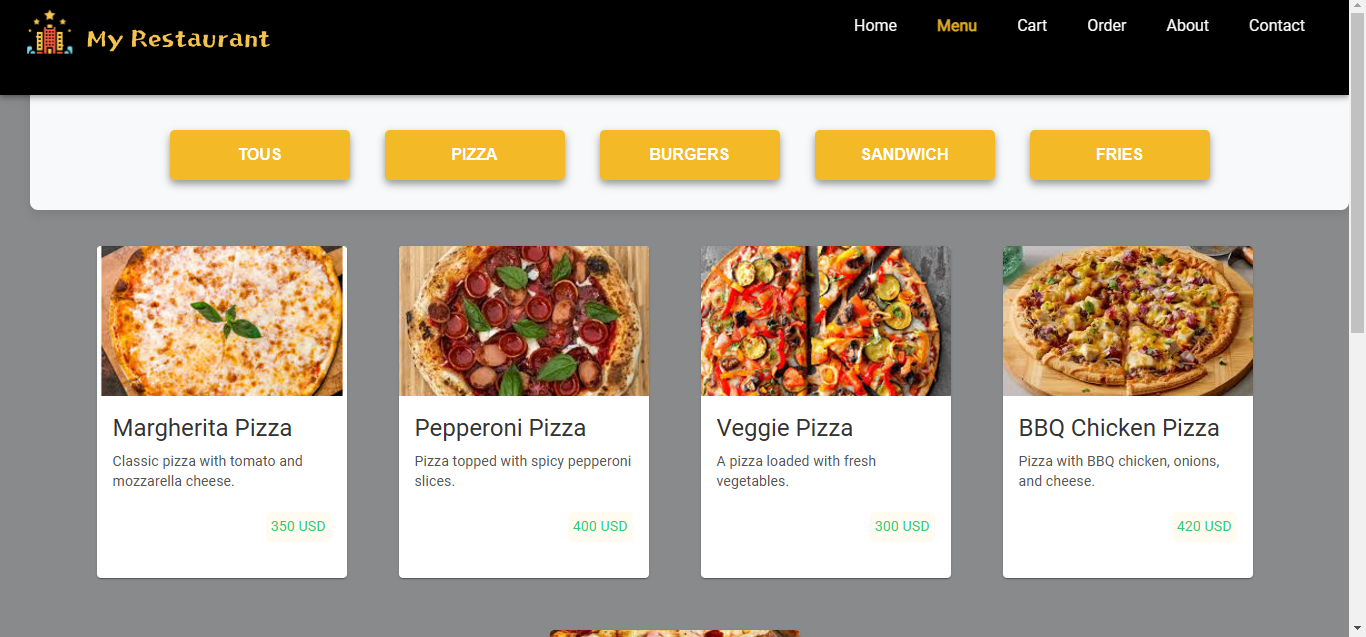 My Restaurant
Home Menu Cart Order About Contact
TOUS PIZZA BURGERS SANDWICH FRIES
Margherita Pizza
Classic pizza with tomato and
mozzarella cheese.
350 USD
Pepperoni Pizza
Pizza topped with spicy pepperoni
slices.
400 USD
Veggie Pizza
A pizza loaded with fresh
vegetables.
300 USD
BBQ Chicken Pizza
Pizza with BBQ chicken, onions,
and cheese.
420 USD